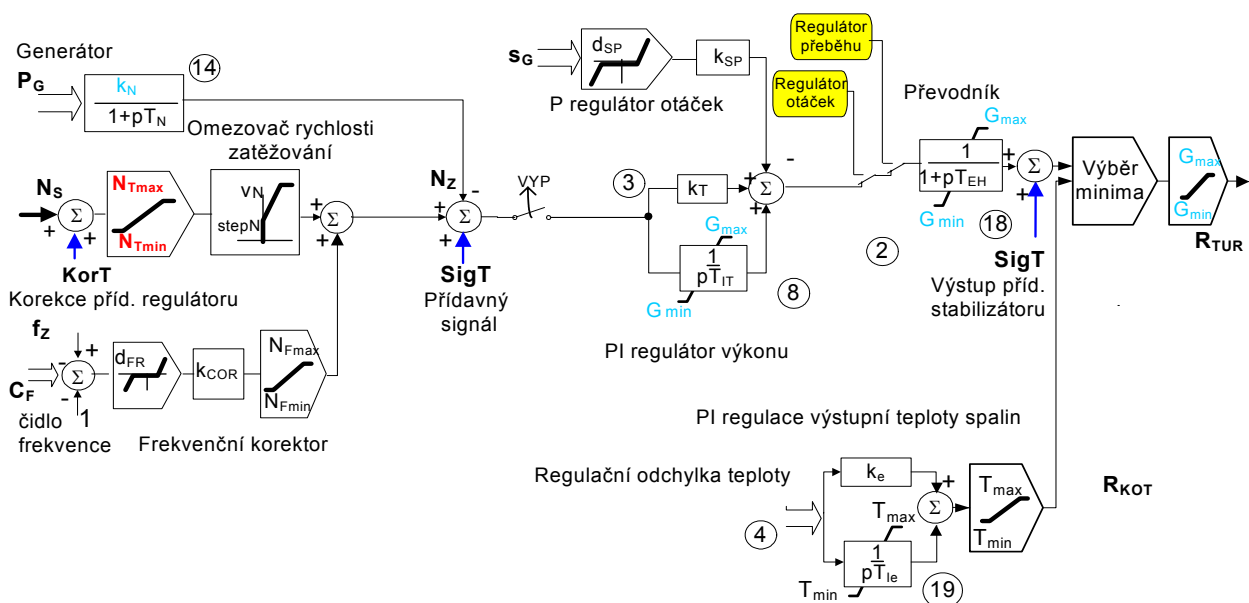 Generátor
P_G
k_N
1+pT_N
14
Omezovač rychlosti
zatěžování
N_S
+
+
Σ
N_Tmax
N_Tmin
v_N
stepN
+
+
Σ
KorT
Korekce příd. regulátoru
f_Z
+
-
-
Σ
C_F
1
čidlo
frekvence
d_FR
k_COR
N_Fmax
N_Fmin
Frekvenční korektor
N_Z
-
+
+
Σ
SigT
Přídavný
signál
VYP
s_G
d_SP
k_SP
P regulátor otáček
3
k_T
G_max
1
pT_IT
G_min
8
PI regulátor výkonu
-
+
+
Σ
Regulátor
přeběhu
Regulátor
otáček
2
Převodník
G_max
1
1+pT_EH
G_min
18
+
+
Σ
SigT
Výstup příd.
stabilizátoru
Výběr
minima
G_max
G_min
R_TUR
PI regulace výstupní teploty spalin
Regulační odchylka teploty
4
k_e
T_max
1
pT_Ie
T_min
19
+
Σ
T_max
T_min
R_KOT